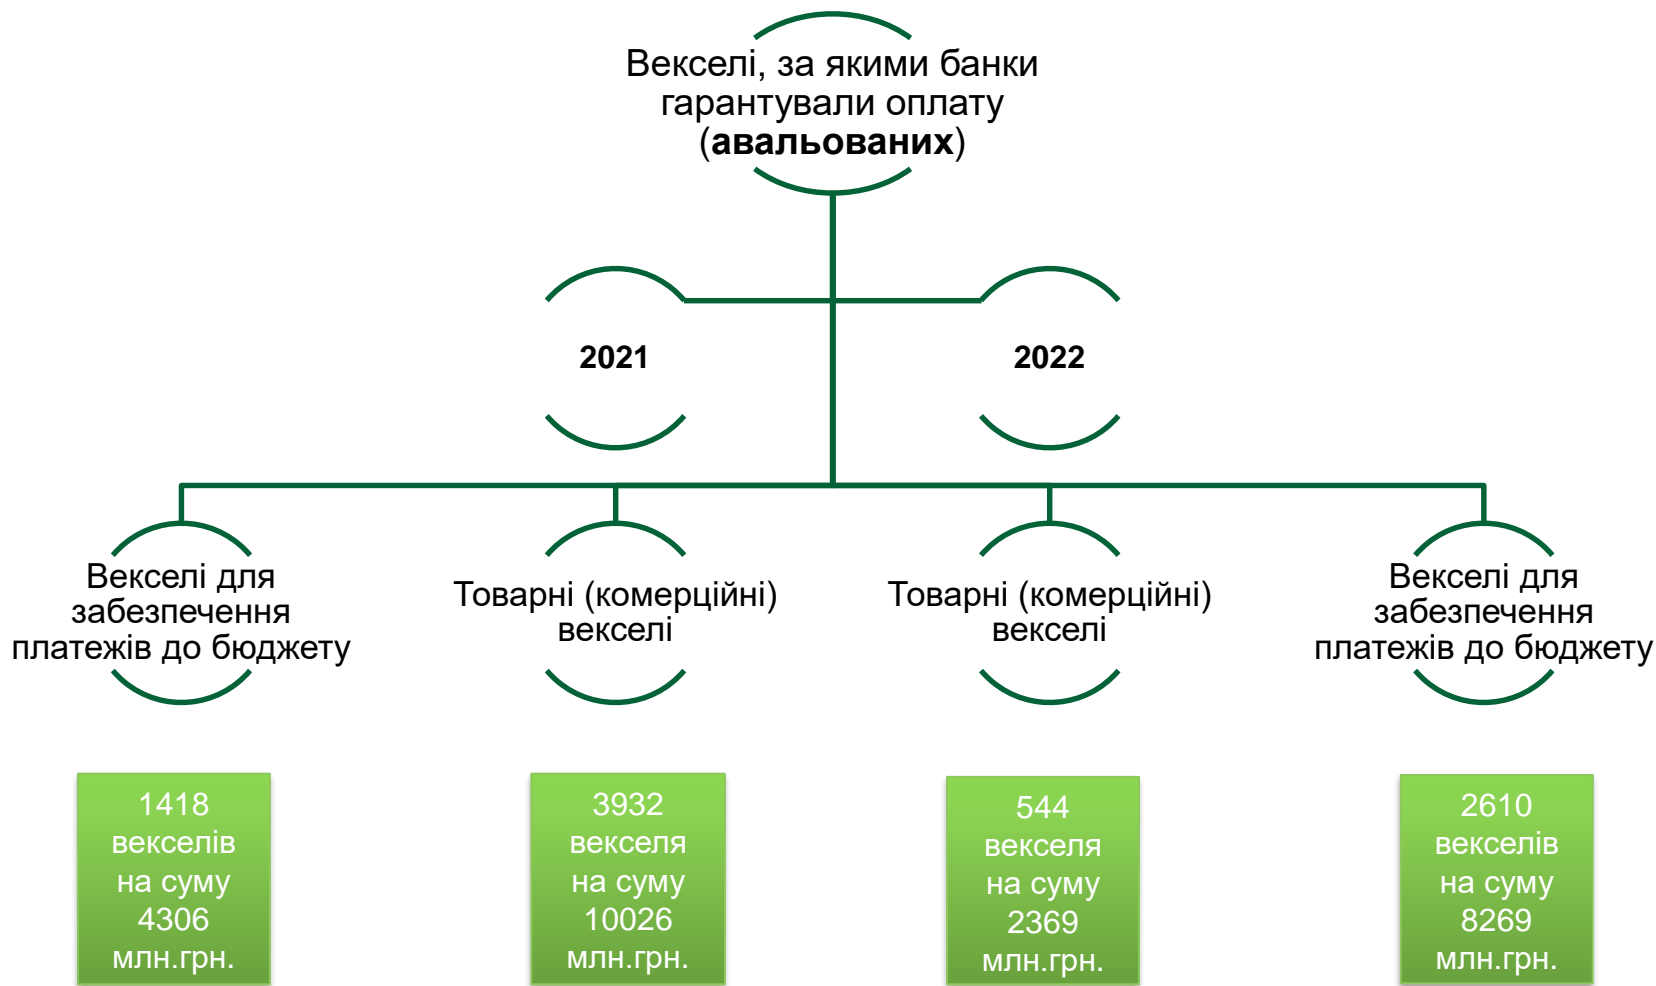 Векселі, за якими банки
гарантували оплату
(авальованих)
2021
2022
Векселі для
забезпечення
платежів до бюджету
Товарні (комерційні)
векселі
Товарні (комерційні)
векселі
Векселі для
забезпечення
платежів до бюджету
1418
векселів
на суму
4306
млн.грн.
3932
векселя
на суму
10026
млн.грн.
544
векселя
на суму
2369
млн.грн.
2610
векселів
на суму
8269
млн.грн.